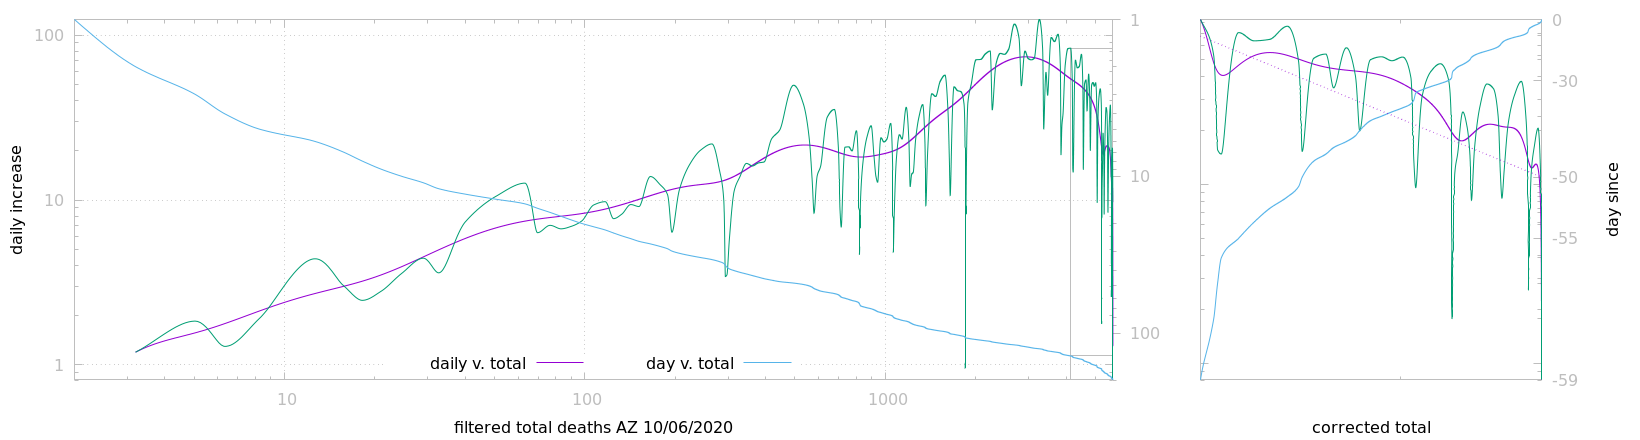 100
10
1
daily increase
10
100
1000
filtered total deaths AZ 10/06/2020
daily v. total
day v. total
1
10
100
0
-30
-50
-55
-59
day since
corrected total